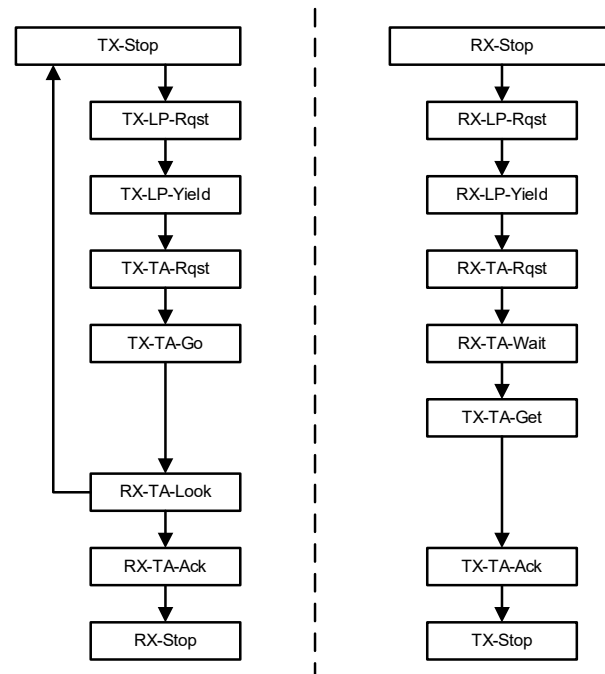 TX-Stop
TX-LP-Rqst
TX-LP-Yield
TX-TA-Rqst
TX-TA-Go
RX-TA-Look
RX-TA-Ack
RX-Stop
RX-Stop
RX-LP-Rqst
RX-LP-Yield
RX-TA-Rqst
RX-TA-Wait
TX-TA-Get
TX-TA-Ack
TX-Stop